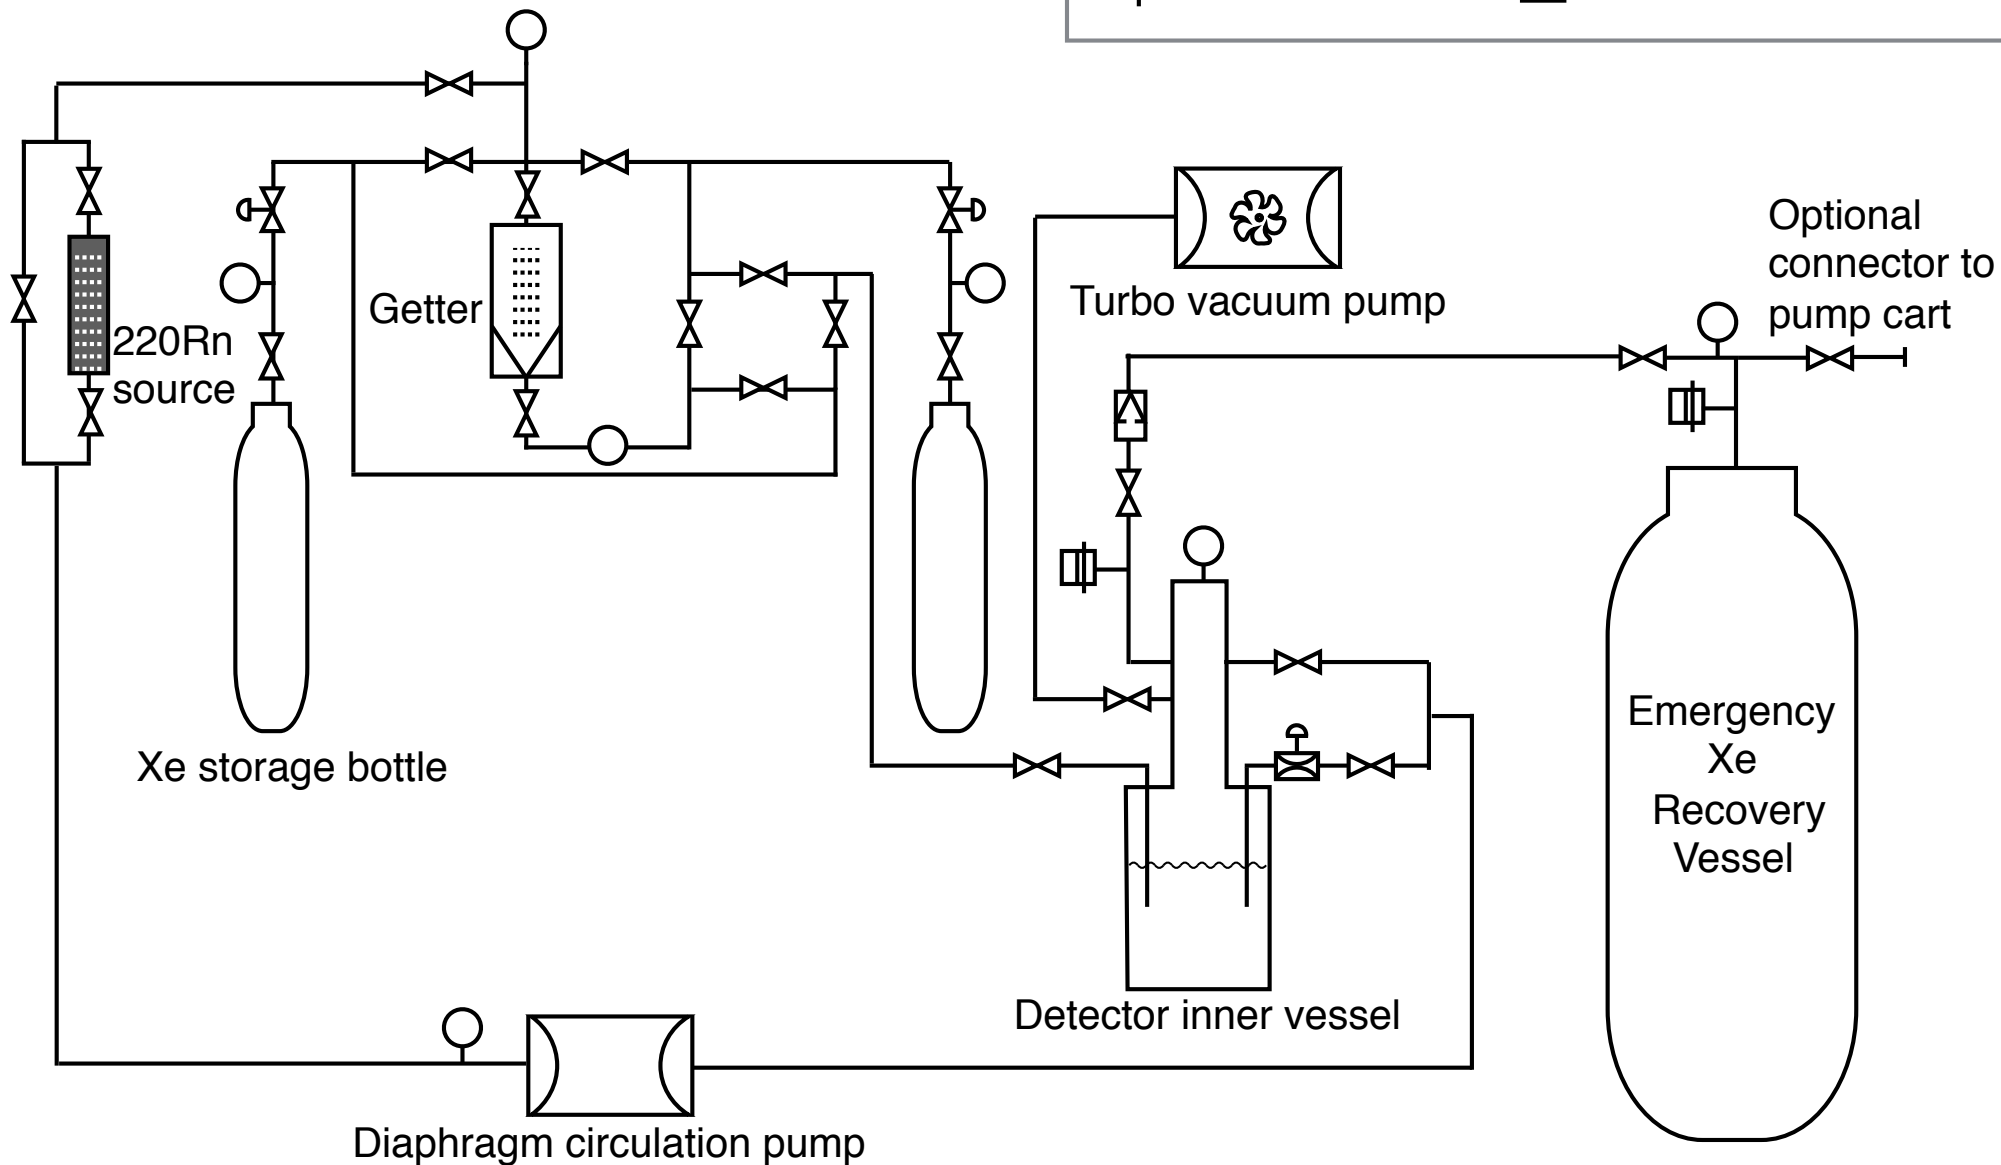 Optional
connector to
pump cart
Turbo vacuum pump
Getter
220Rn
source
Xe storage bottle
Emergency
Xe
Recovery
Vessel
Detector inner vessel
Diaphragm circulation pump